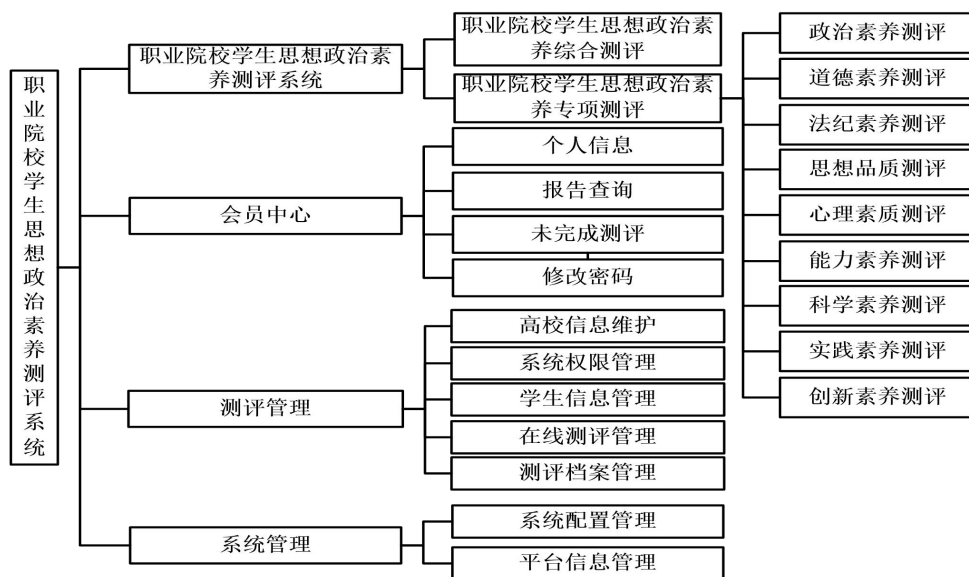 职业院校学生思想政治素养测评系统
职业院校学生思想政治素
养测评系统
职业院校学生思想政治素
养综合测评
职业院校学生思想政治素
养专项测评
政治素养测评
道德素养测评
法纪素养测评
思想品质测评
心理素质测评
能力素养测评
科学素养测评
实践素养测评
创新素养测评
会员中心
个人信息
报告查询
未完成测评
修改密码
测评管理
高校信息维护
系统权限管理
学生信息管理
在线测评管理
测评档案管理
系统管理
系统配置管理
平台信息管理